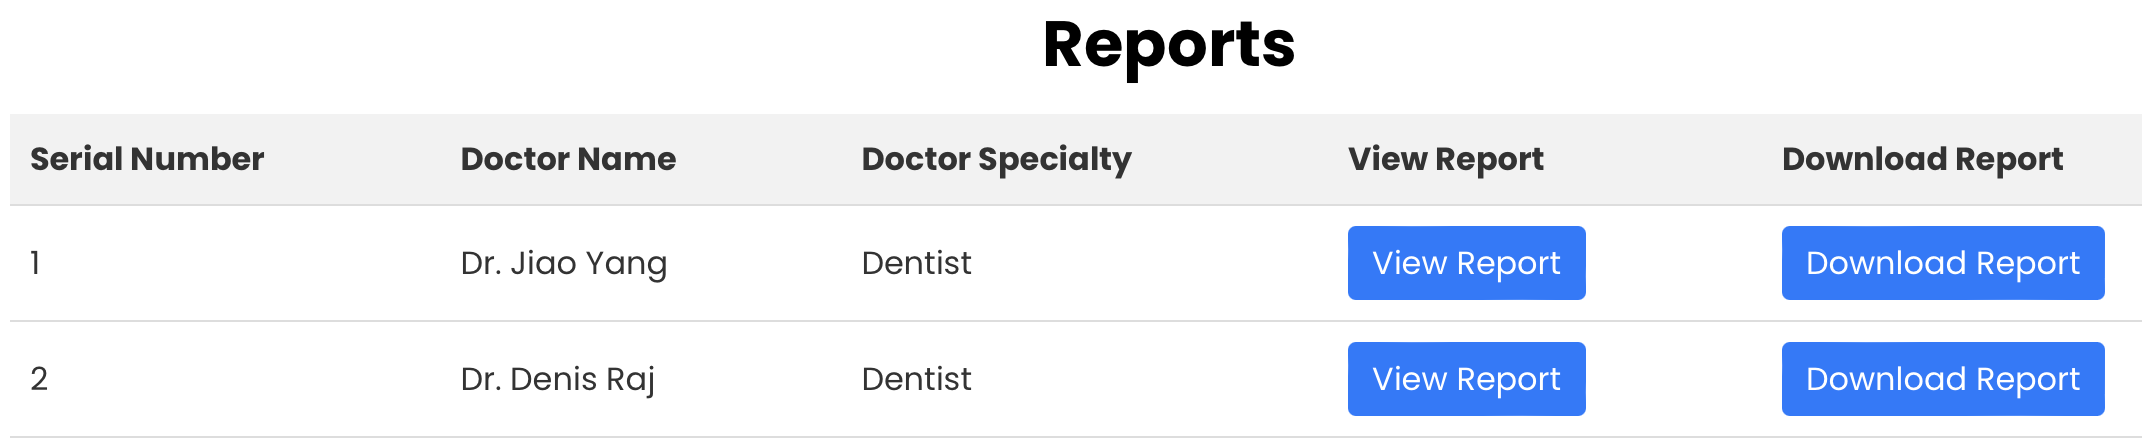 Reports
Serial Number Doctor Name Doctor Specialty View Report Download Report
1 Dr. Jiao Yang Dentist View Report Download Report
2 Dr. Denis Raj Dentist View Report Download Report